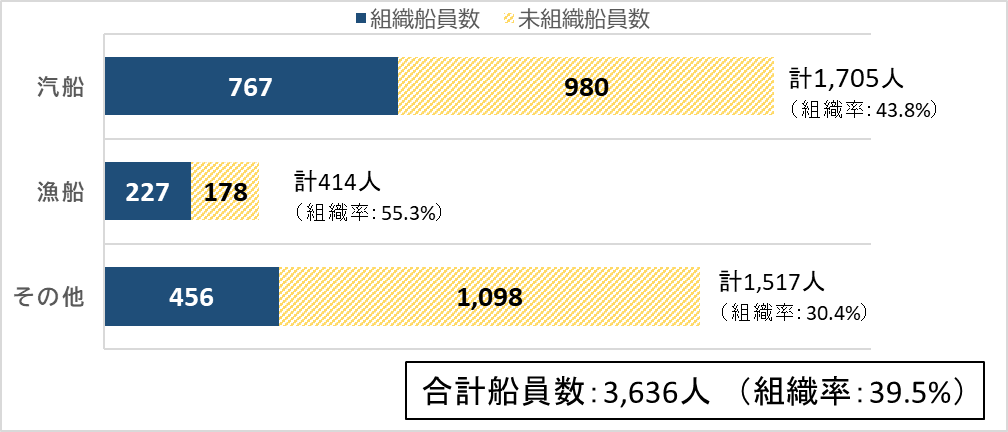 組織船員数 未組織船員数
汽船 767 980 計1,705人
（組織率：43.8%）
漁船 227 178 計414人
（組織率：55.3%）
その他 456 1,098 計1,517人
（組織率：30.4%）
合計船員数：3,636人 （組織率：39.5%）